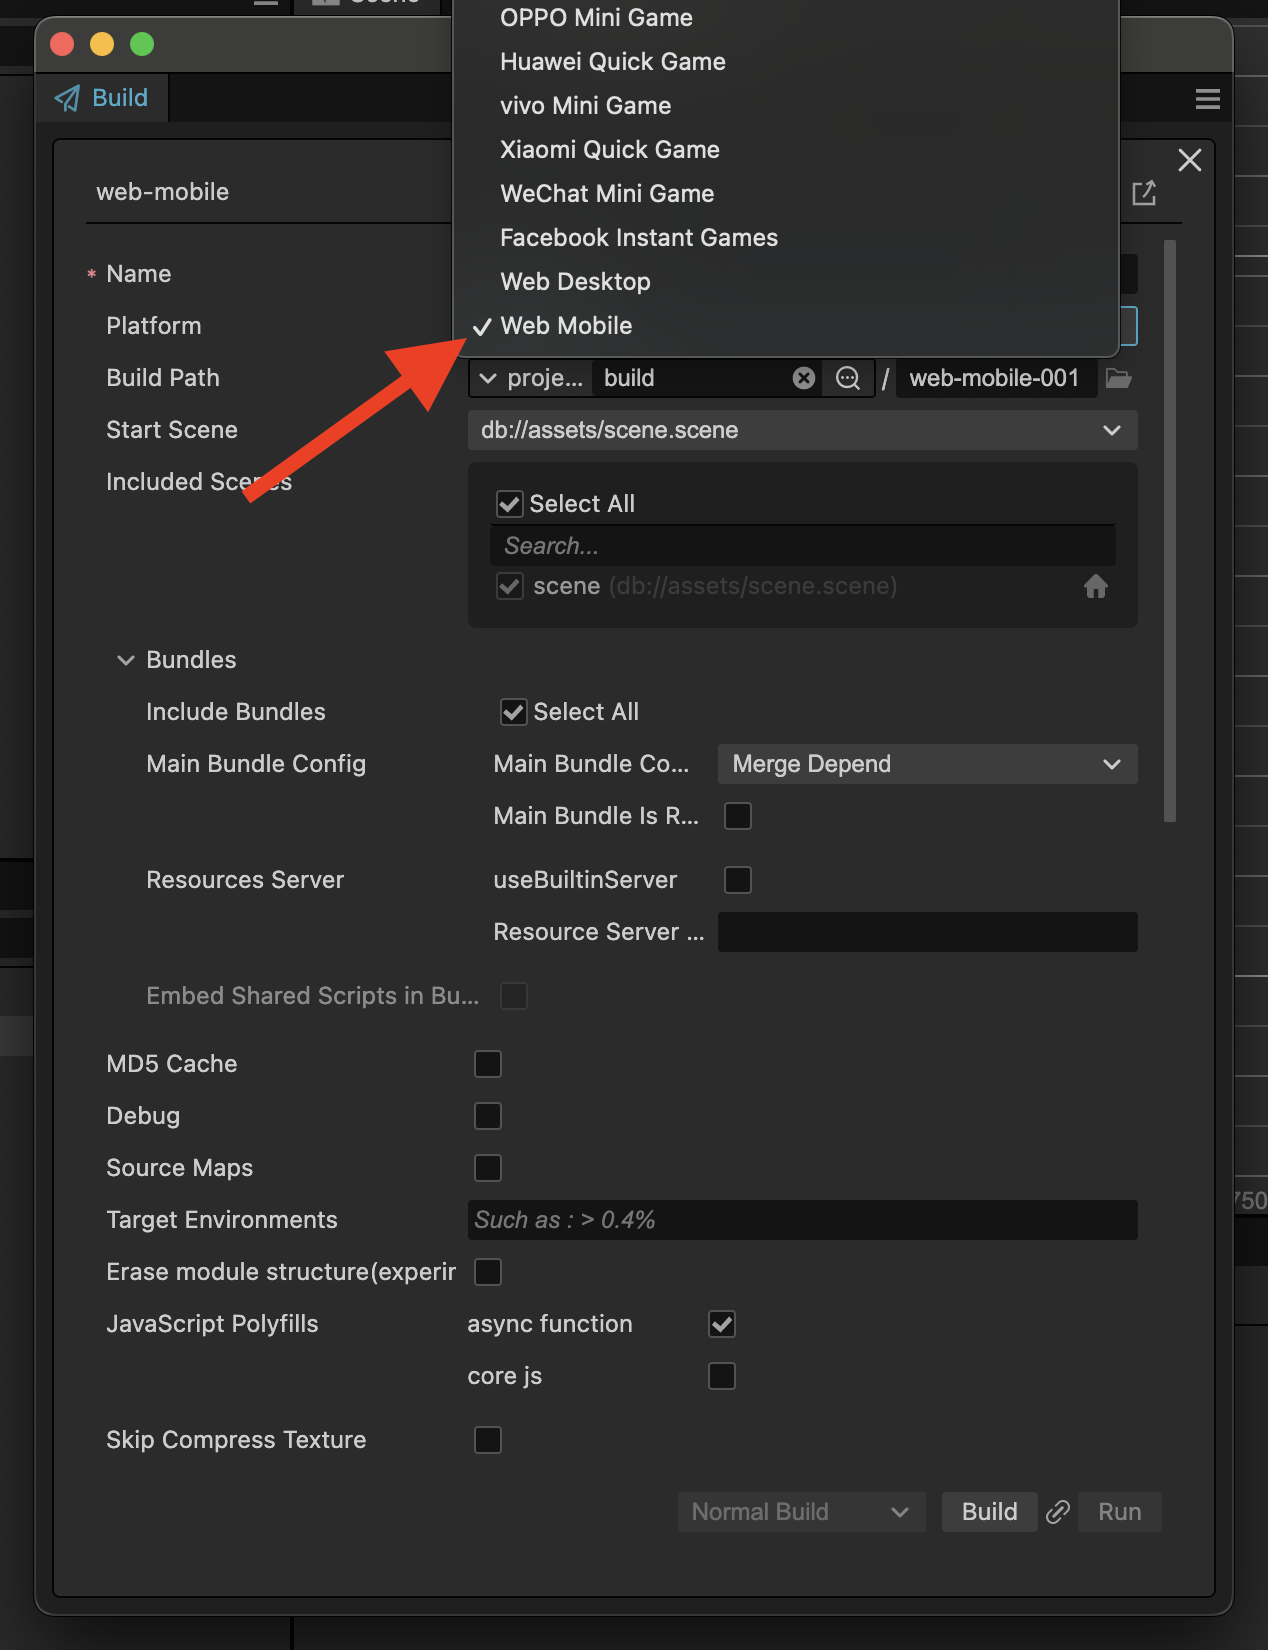 Scene
OPPO Mini Game
Huawei Quick Game
Build
vivo Mini Game
Xiaomi Quick Game
web-mobile
WeChat Mini Game
Facebook Instant Games
* Name
Web Desktop
Platform
✓ Web Mobile
Build Path
proje...
build
/
web-mobile-001
Start Scene
db://assets/scene.scene
Included Scenes
Select All
Search...
scene (db://assets/scene.scene)
Bundles
Include Bundles
Select All
Main Bundle Config
Main Bundle Co...
Merge Depend
Main Bundle Is R...
Resources Server
useBuiltinServer
Resource Server ...
Embed Shared Scripts in Bu...
MD5 Cache
Debug
Source Maps
Target Environments
Such as : > 0.4%
750
Erase module structure(experir
JavaScript Polyfills
async function
core js
Skip Compress Texture
Normal Build
Build
Run